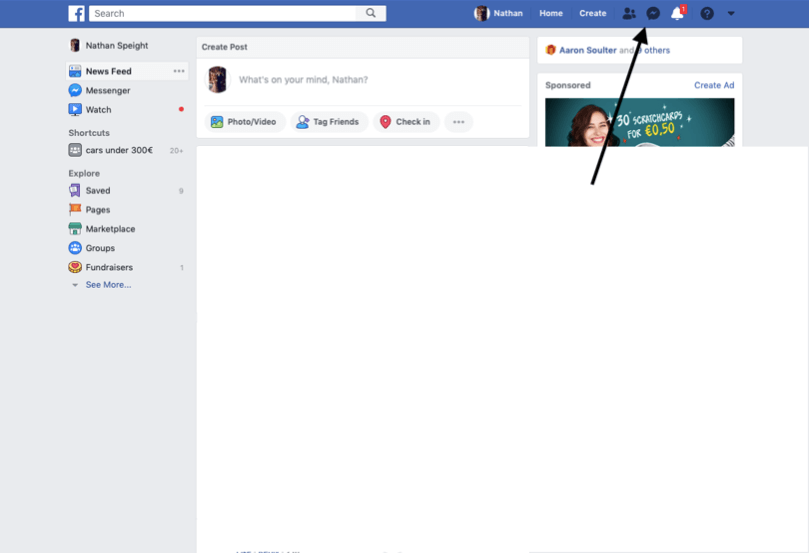 Search
Nathan
Home
Create
1
Nathan Speight
News Feed
Messenger
Watch
Shortcuts
cars under 300€ 20+
Explore
Saved 9
Pages
Marketplace
Groups
Fundraisers 1
See More...
Create Post
What's on your mind, Nathan?
Photo/Video
Tag Friends
Check in
Aaron Soulter and 9 others
Sponsored
Create Ad
30 SCRATCHCARDS
FOR €0,50